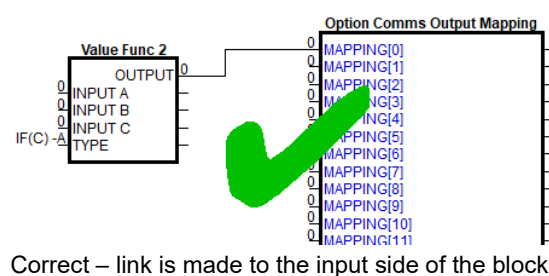 Option Comms Output Mapping
Value Func 2
OUTPUT 0
0 INPUT A
0 INPUT B
0 INPUT C
IF(C) -A TYPE
0 MAPPING[0]
0 MAPPING[1]
0 MAPPING[2]
0 MAPPING[3]
0 MAPPING[4]
0 MAPPING[5]
0 MAPPING[6]
0 MAPPING[7]
0 MAPPING[8]
0 MAPPING[9]
0 MAPPING[10]
0 MAPPING[11]
Correct – link is made to the input side of the block